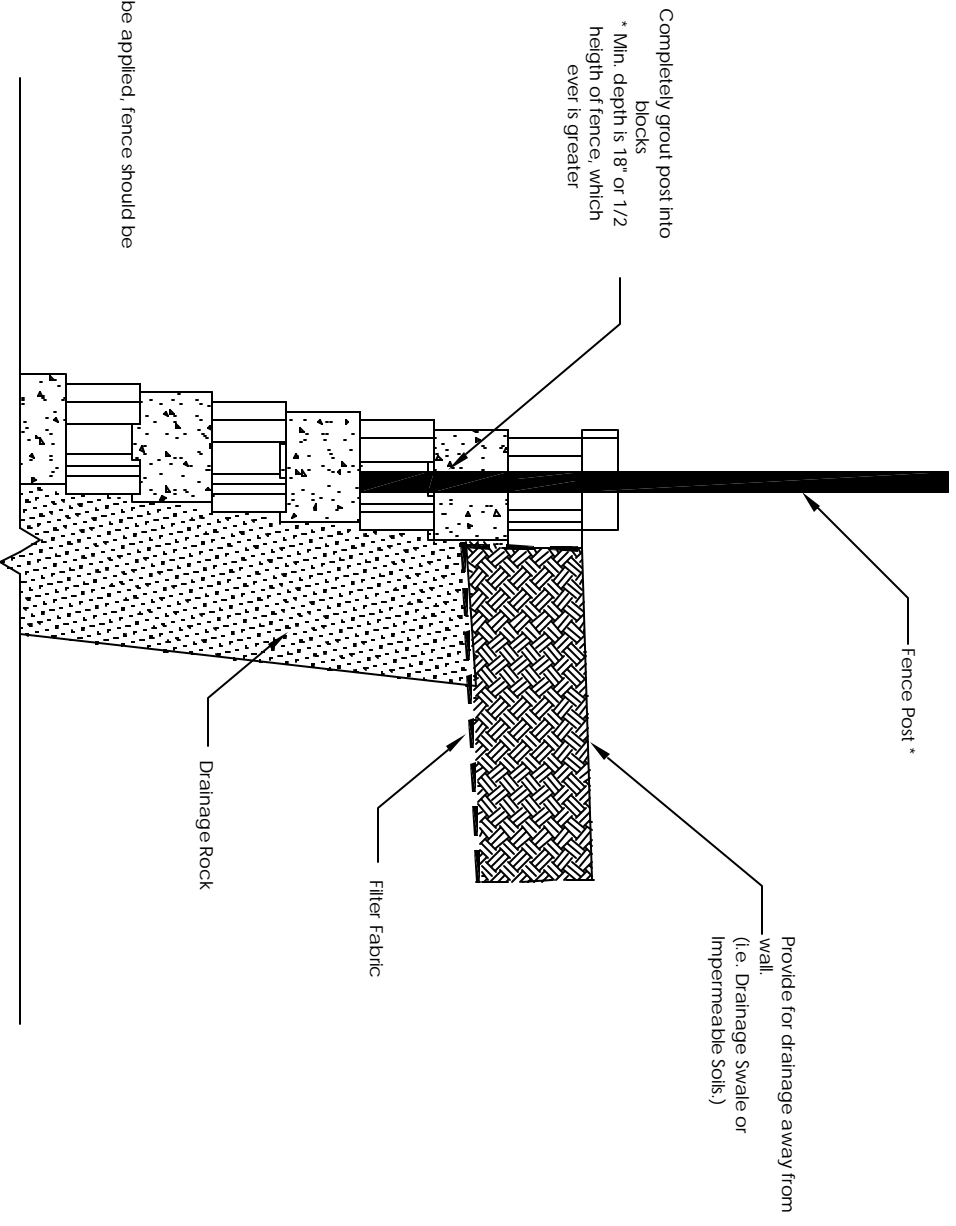 Completely grout post into
blocks
* Min. depth is 18" or 1/2
heigth of fence, which
ever is greater
be applied, fence should be
Fence Post *
Provide for drainage away from
wall.
(i.e. Drainage Swale or
Impermeable Soils.)
Filter Fabric
Drainage Rock